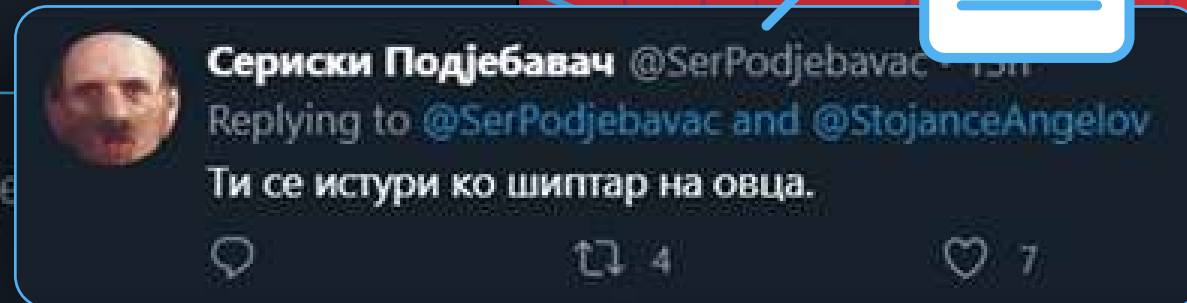 Сериски Подјебавач @SerPodjebavac
Replying to @SerPodjebavac and @StojanceAngelov
Ти се истури ко шиптар на овца.
4 7